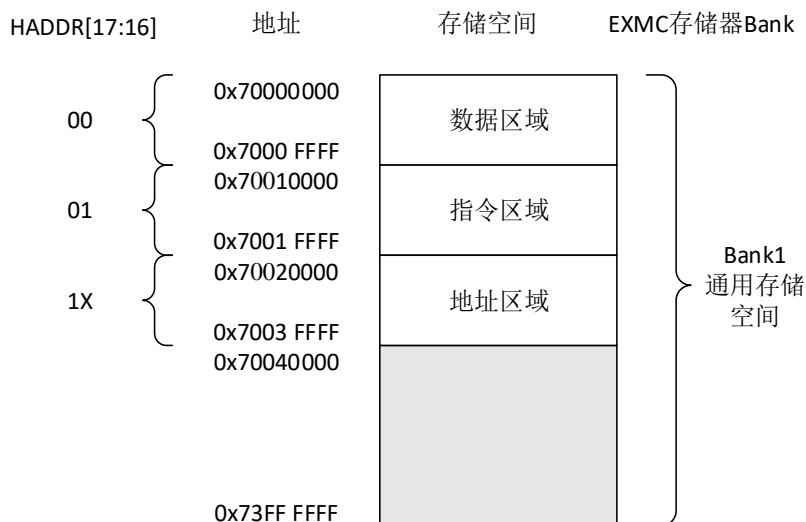 HADDR[17:16] 地址 存储空间 EXMC存储器Bank
0x70000000
00 数据区域
0x7000 FFFF
0x70010000
01 指令区域
0x7001 FFFF
0x70020000
1X 地址区域
0x7003 FFFF
0x70040000
Bank1
通用存储
空间
0x73FF FFFF